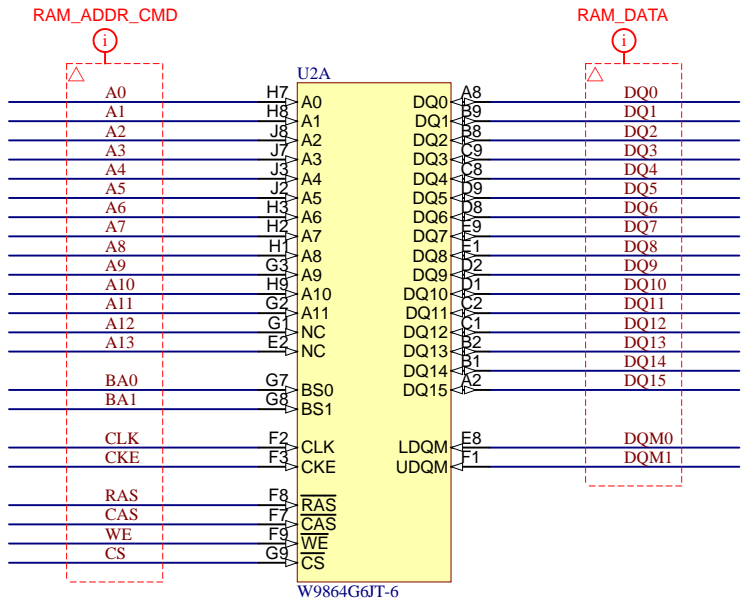 RAM_ADDR_CMD RAM_DATA
i i
U2A
A0 H7 A0 DQ0 A8 DQ0
A1 H8 A1 DQ1 B9 DQ1
A2 J8 A2 DQ2 B8 DQ2
A3 J7 A3 DQ3 C9 DQ3
A4 J3 A4 DQ4 C8 DQ4
A5 J2 A5 DQ5 D9 DQ5
A6 H3 A6 DQ6 D8 DQ6
A7 H2 A7 DQ7 E9 DQ7
A8 H1 A8 DQ8 E1 DQ8
A9 G3 A9 DQ9 D2 DQ9
A10 H9 A10 DQ10 D1 DQ10
A11 G2 A11 DQ11 C2 DQ11
A12 G1 NC DQ12 C1 DQ12
A13 E2 NC DQ13 B2 DQ13
DQ14 B1 DQ14
BA0 G7 BS0 DQ15 A2 DQ15
BA1 G8 BS1
CLK F2 CLK LDQM E8 DQM0
CKE F3 CKE UDQM F1 DQM1
RAS F8 RAS
CAS F7 CAS
WE F9 WE
CS G9 CS
W9864G6JT-6